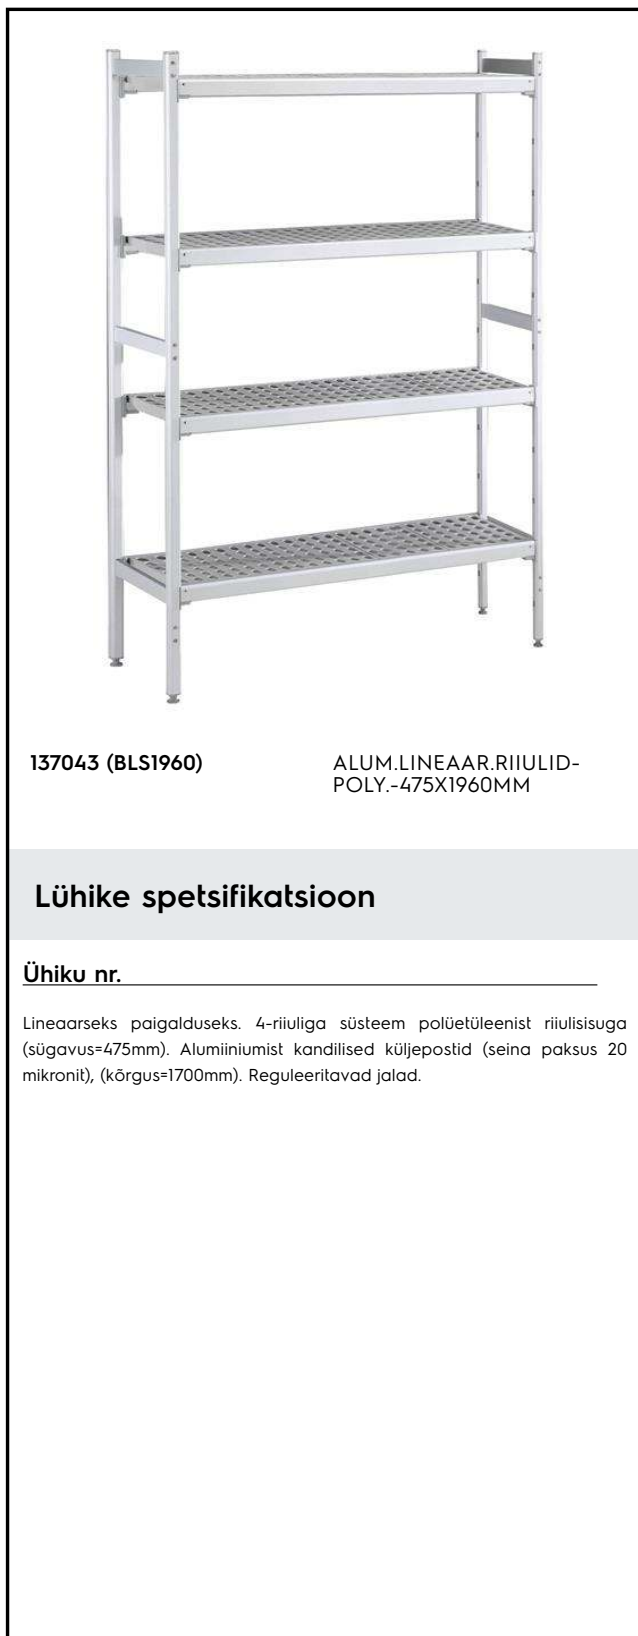 137043 (BLS1960)
ALUM.LINEAAR.RIIULID-
POLY.-475X1960MM
Lühike spetsifikatsioon
Ühiku nr.
Lineaarseks paigalduseks. 4-riiuliga süsteem polüetüleenist riiulisisuga
(sügavus=475mm). Alumiiniumist kandilised küljepostid (seina paksus 20
mikronit), (kõrgus=1700mm). Reguleeritavad jalad.